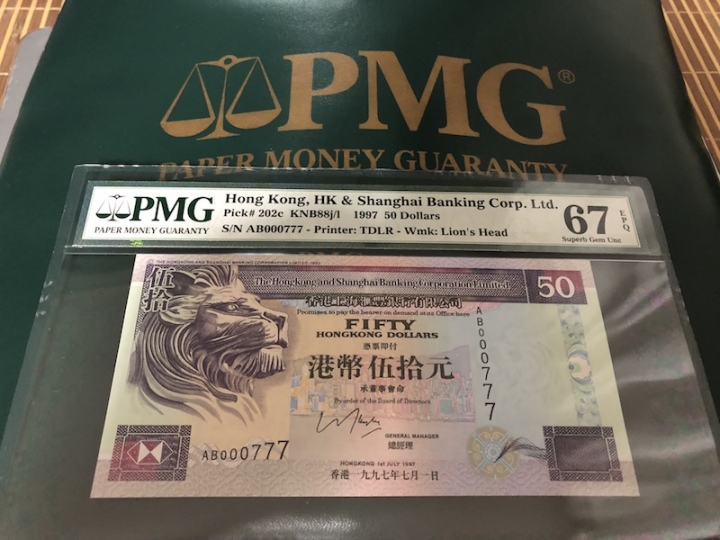 PMG®
PAPER MONEY GUARANTY
PMG
PAPER MONEY GUARANTY
Hong Kong, HK & Shanghai Banking Corp. Ltd.
Pick# 202c KNB88j/l 1997 50 Dollars
S/N AB000777 - Printer: TDLR - Wmk: Lion's Head
67 EPQ
Superb Gem Unc
伍拾
The Hongkong and Shanghai Banking Corporation Limited
50
香港上海滙豐銀行有限公司
Promises to pay the bearer on demand at its Office here
FIFTY
HONGKONG DOLLARS
憑票即付
港幣伍拾元
承董事會命
By order of the Board of Directors
AB000777
GENERAL MANAGER
總經理
AB000777
HONGKONG 1st JULY 1997
香港一九九七年七月一日